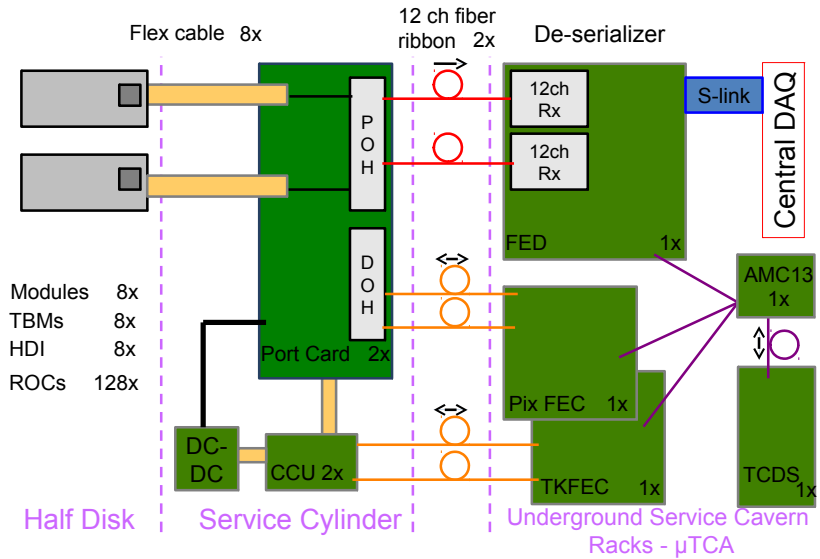 Flex cable 8x
12 ch fiber
ribbon 2x
De-serializer
P
O
H
12ch
Rx
12ch
Rx
S-link
Central DAQ
FED 1x
D
O
H
AMC13
1x
Modules 8x
TBMs 8x
HDI 8x
ROCs 128x
Port Card 2x
Pix FEC 1x
DC-
DC
CCU 2x
TKFEC 1x
TCDS
1x
Half Disk
Service Cylinder
Underground Service Cavern
Racks - µTCA